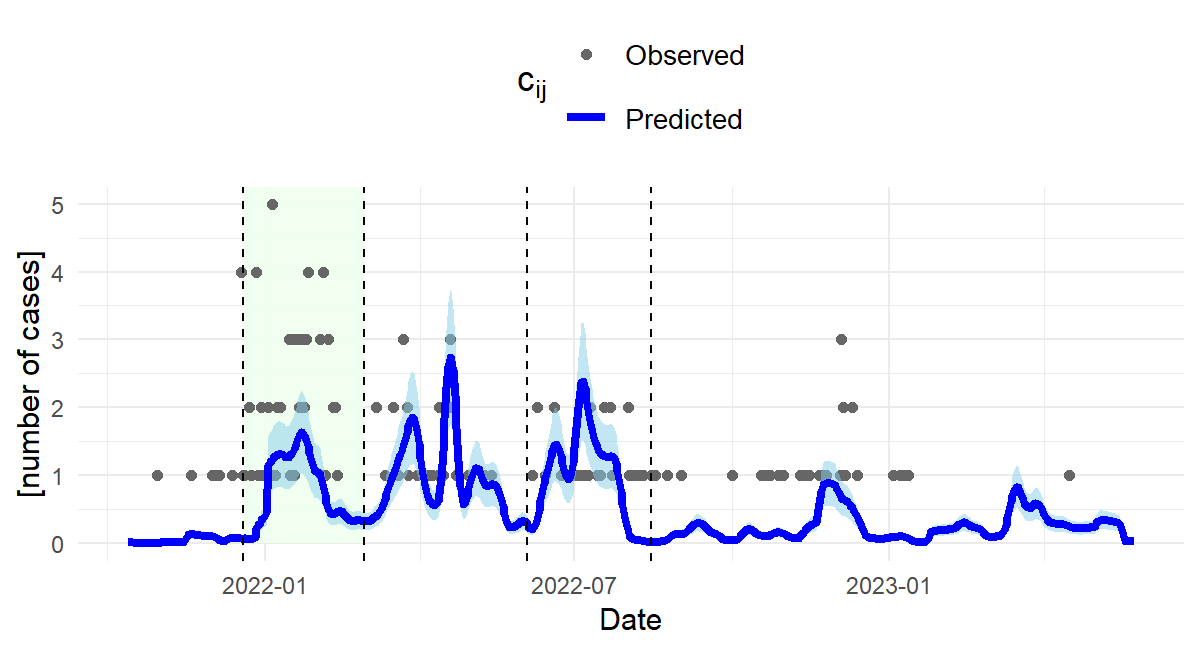 Observed
c_ij
Predicted
[number of cases]
5
4
3
2
1
0
2022-01 2022-07 2023-01
Date